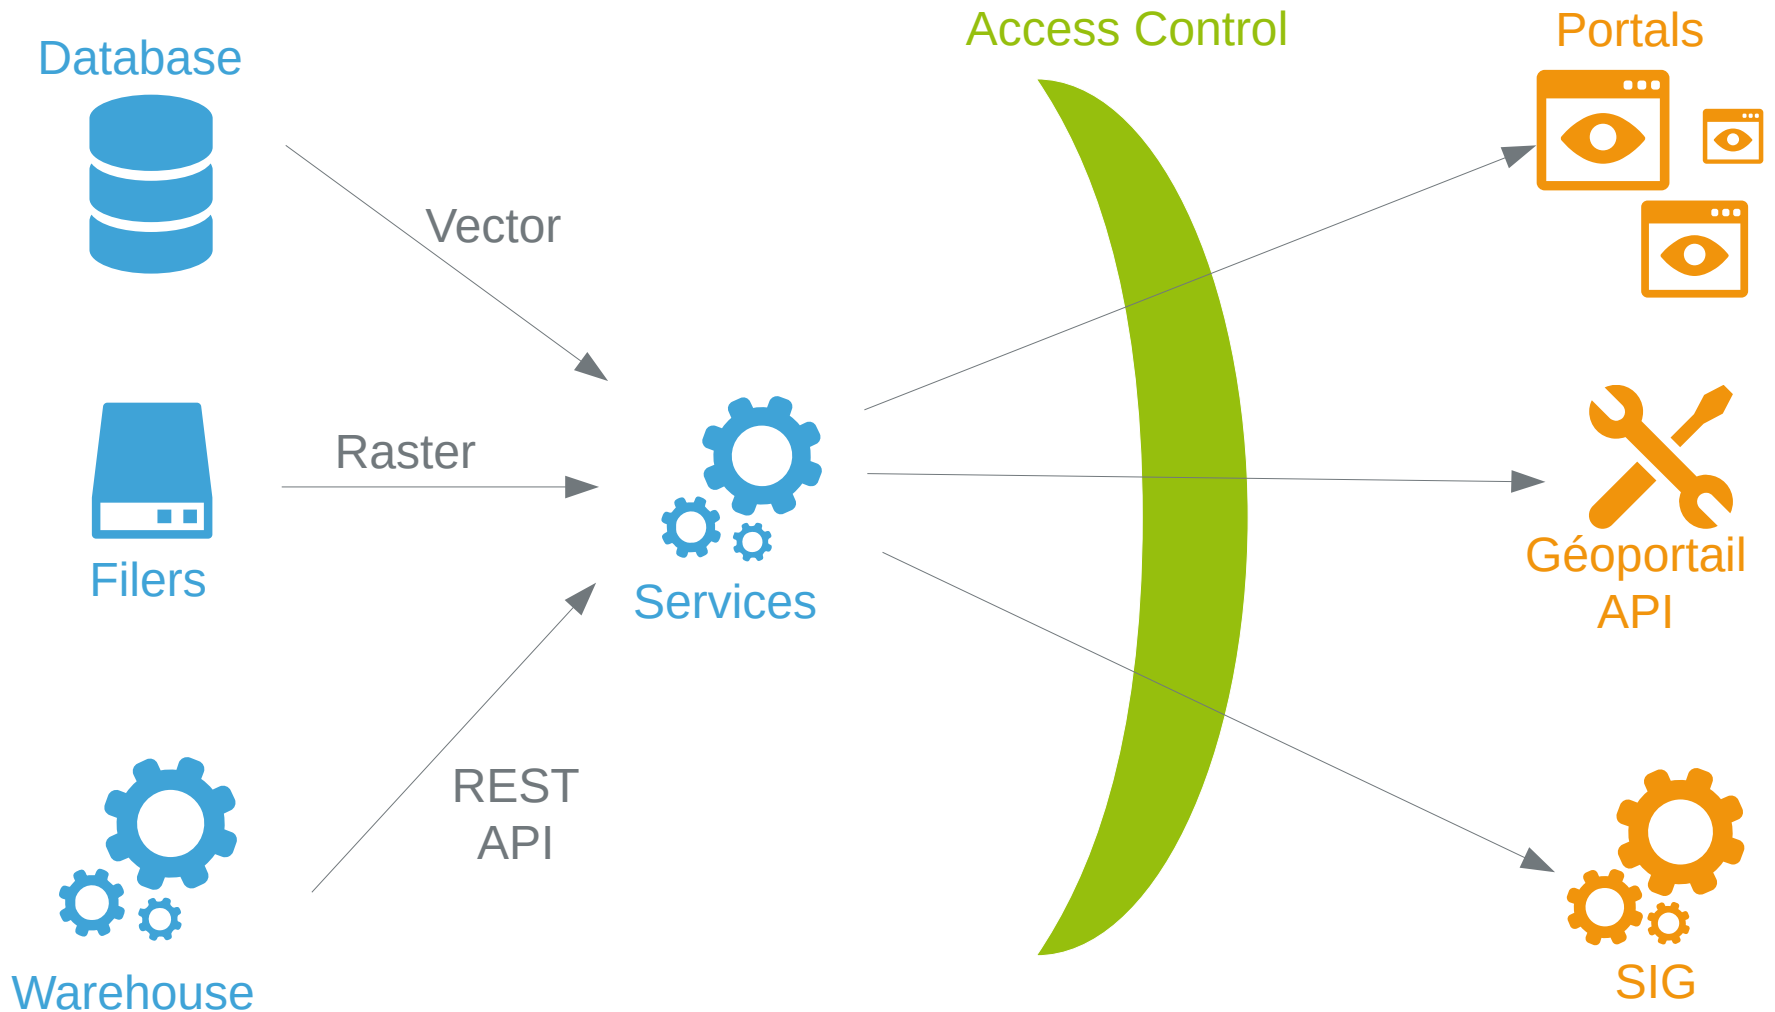 Database
Vector
Filers
Raster
Warehouse
REST
API
Services
Access Control
Portals
Géoportail
API
SIG